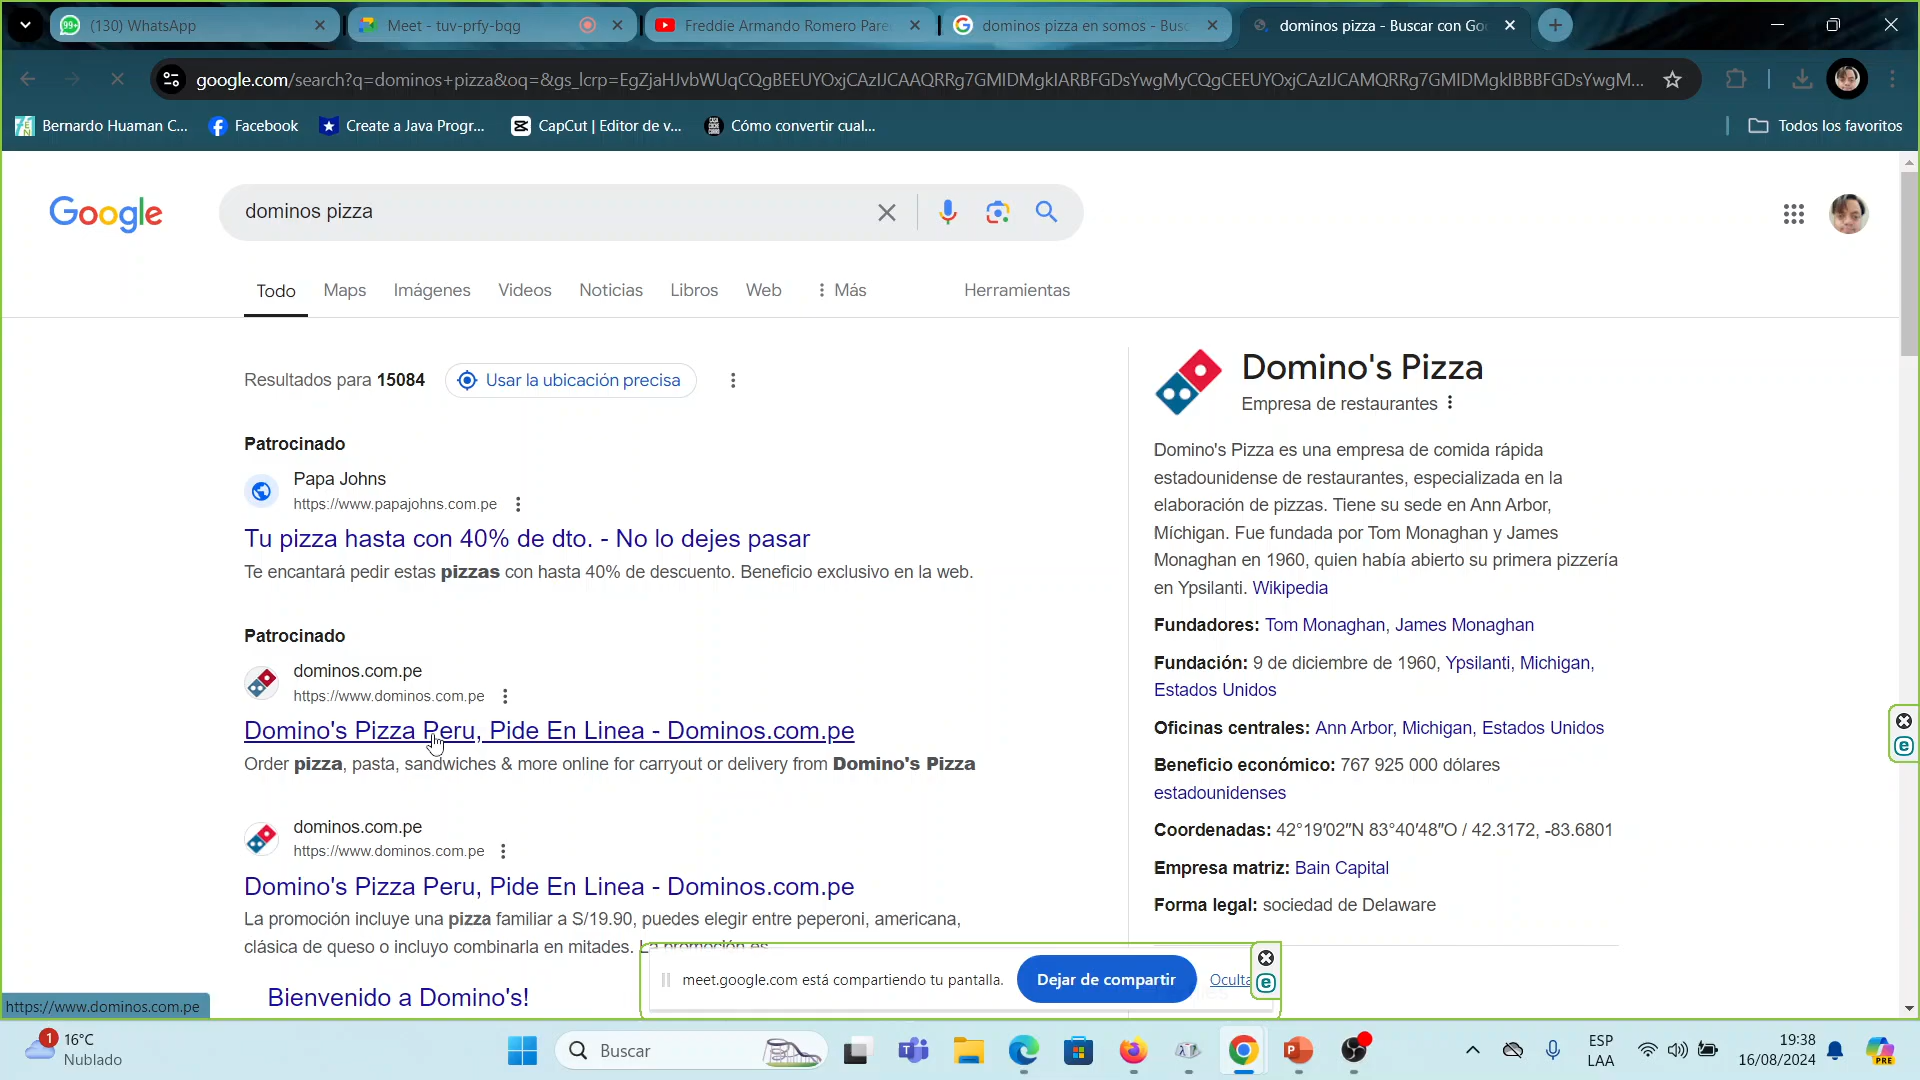 (130) WhatsApp
Meet - tuv-prfy-bqg
Freddie Armando Romero Pare
dominos pizza en somos - Busc
dominos pizza - Buscar con Go
google.com/search?q=dominos+pizza&oq=&gs_lcrp=EgZjaHJvbWUqCQgBEEUYOxjCAzIJCAAQRRg7GMIDMgkIARBFGDsYwgMyCQgCEEUYOxjCAzIJCAMQRRg7GMIDMgkIBBBFGDsYwgM...
Bernardo Huaman C...
Facebook
Create a Java Progr...
CapCut | Editor de v...
Cómo convertir cual...
Todos los favoritos
Google
dominos pizza
Todo
Maps
Imágenes
Videos
Noticias
Libros
Web
Más
Herramientas
Resultados para 15084
Usar la ubicación precisa
Patrocinado
Papa Johns
https://www.papajohns.com.pe
Tu pizza hasta con 40% de dto. - No lo dejes pasar
Te encantará pedir estas pizzas con hasta 40% de descuento. Beneficio exclusivo en la web.
Patrocinado
dominos.com.pe
https://www.dominos.com.pe
Domino's Pizza Peru, Pide En Linea - Dominos.com.pe
Order pizza, pasta, sandwiches & more online for carryout or delivery from Domino's Pizza
dominos.com.pe
https://www.dominos.com.pe
Domino's Pizza Peru, Pide En Linea - Dominos.com.pe
La promoción incluye una pizza familiar a S/19.90, puedes elegir entre peperoni, americana,
clásica de queso o incluyo combinarla en mitades. La promoción es
Bienvenido a Domino's!
Domino's Pizza
Empresa de restaurantes
Domino's Pizza es una empresa de comida rápida
estadounidense de restaurantes, especializada en la
elaboración de pizzas. Tiene su sede en Ann Arbor,
Míchigan. Fue fundada por Tom Monaghan y James
Monaghan en 1960, quien había abierto su primera pizzería
en Ypsilanti. Wikipedia
Fundadores: Tom Monaghan, James Monaghan
Fundación: 9 de diciembre de 1960, Ypsilanti, Michigan,
Estados Unidos
Oficinas centrales: Ann Arbor, Michigan, Estados Unidos
Beneficio económico: 767 925 000 dólares
estadounidenses
Coordenadas: 42°19′02″N 83°40′48″O / 42.3172, -83.6801
Empresa matriz: Bain Capital
Forma legal: sociedad de Delaware
meet.google.com está compartiendo tu pantalla.
Dejar de compartir
Oculta
https://www.dominos.com.pe
1
16°C
Nublado
Buscar
ESP
LAA
19:38
16/08/2024
PRE